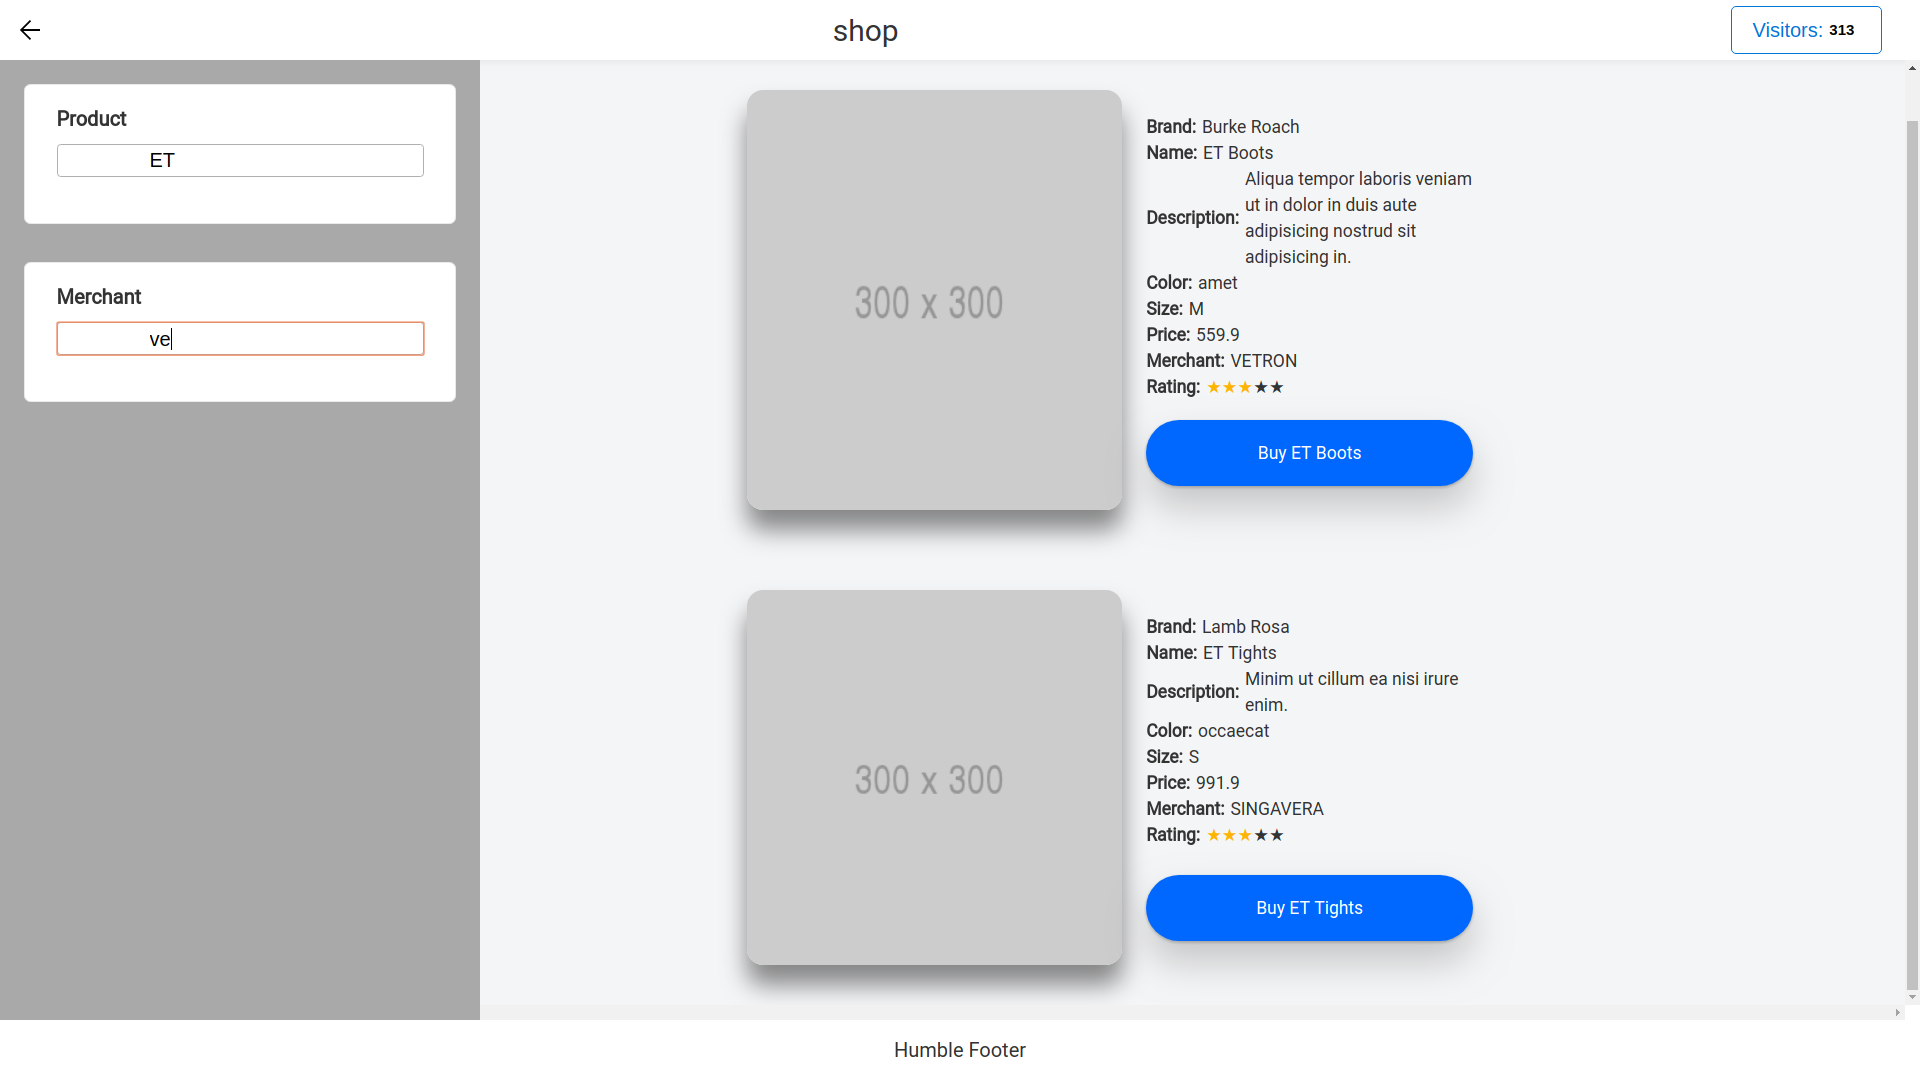 shop
Visitors: 313
Product
ET
Merchant
ve
300 x 300
Brand: Burke Roach
Name: ET Boots
Description: Aliqua tempor laboris veniam
ut in dolor in duis aute
adipisicing nostrud sit
adipisicing in.
Color: amet
Size: M
Price: 559.9
Merchant: VETRON
Rating: ★★★★★
Buy ET Boots
300 x 300
Brand: Lamb Rosa
Name: ET Tights
Description: Minim ut cillum ea nisi irure
enim.
Color: occaecat
Size: S
Price: 991.9
Merchant: SINGAVERA
Rating: ★★★★★
Buy ET Tights
Humble Footer